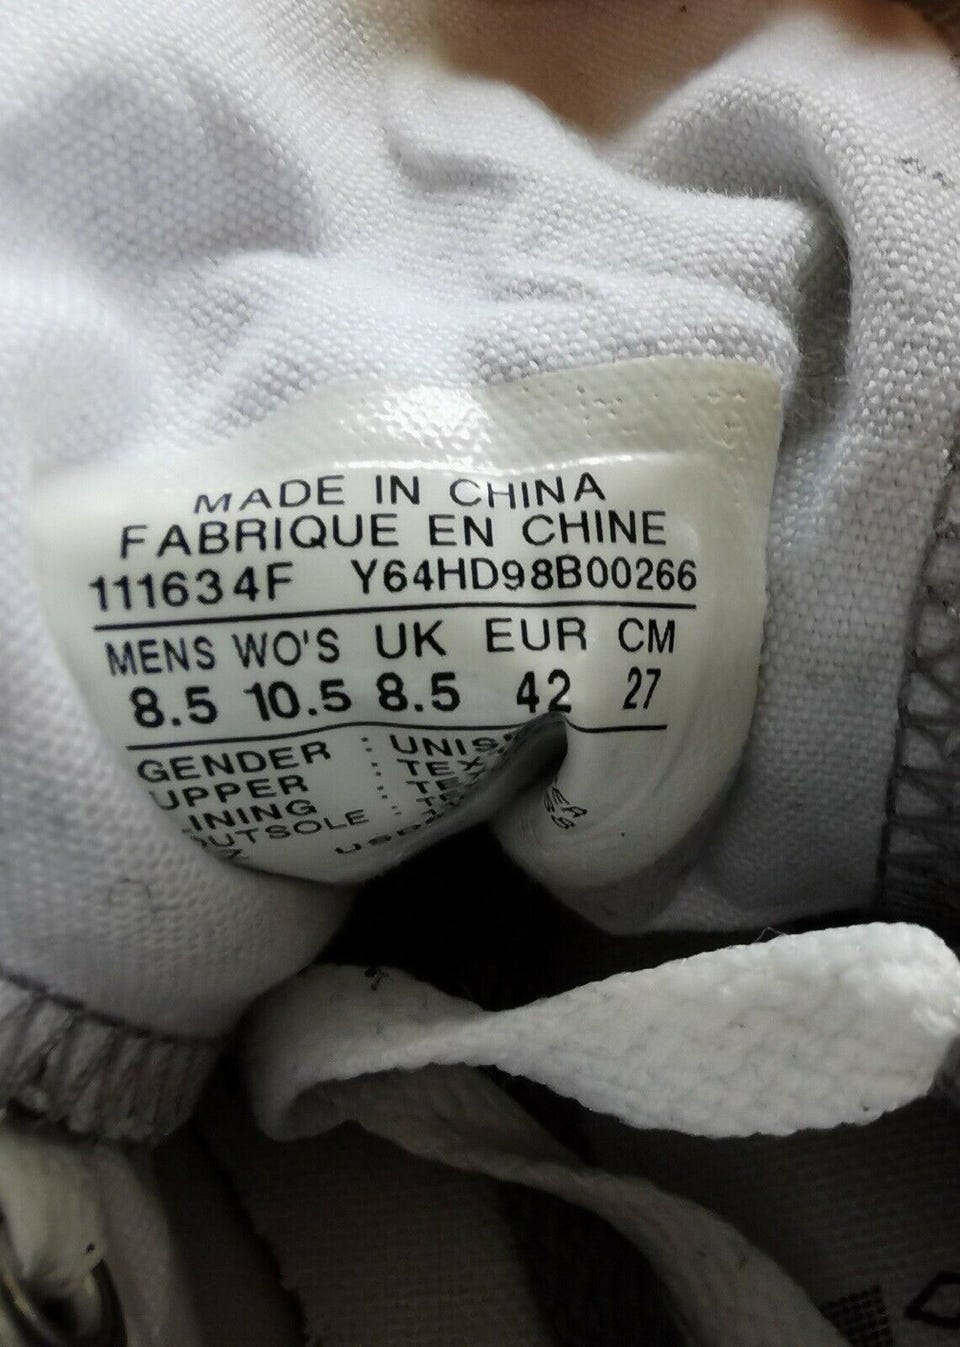 MADE IN CHINA
FABRIQUE EN CHINE
111634F Y64HD98B00266
MENS WO'S UK EUR CM
8.5 10.5 8.5 42 27
GENDER :
UPPER :
OUTSOLE :